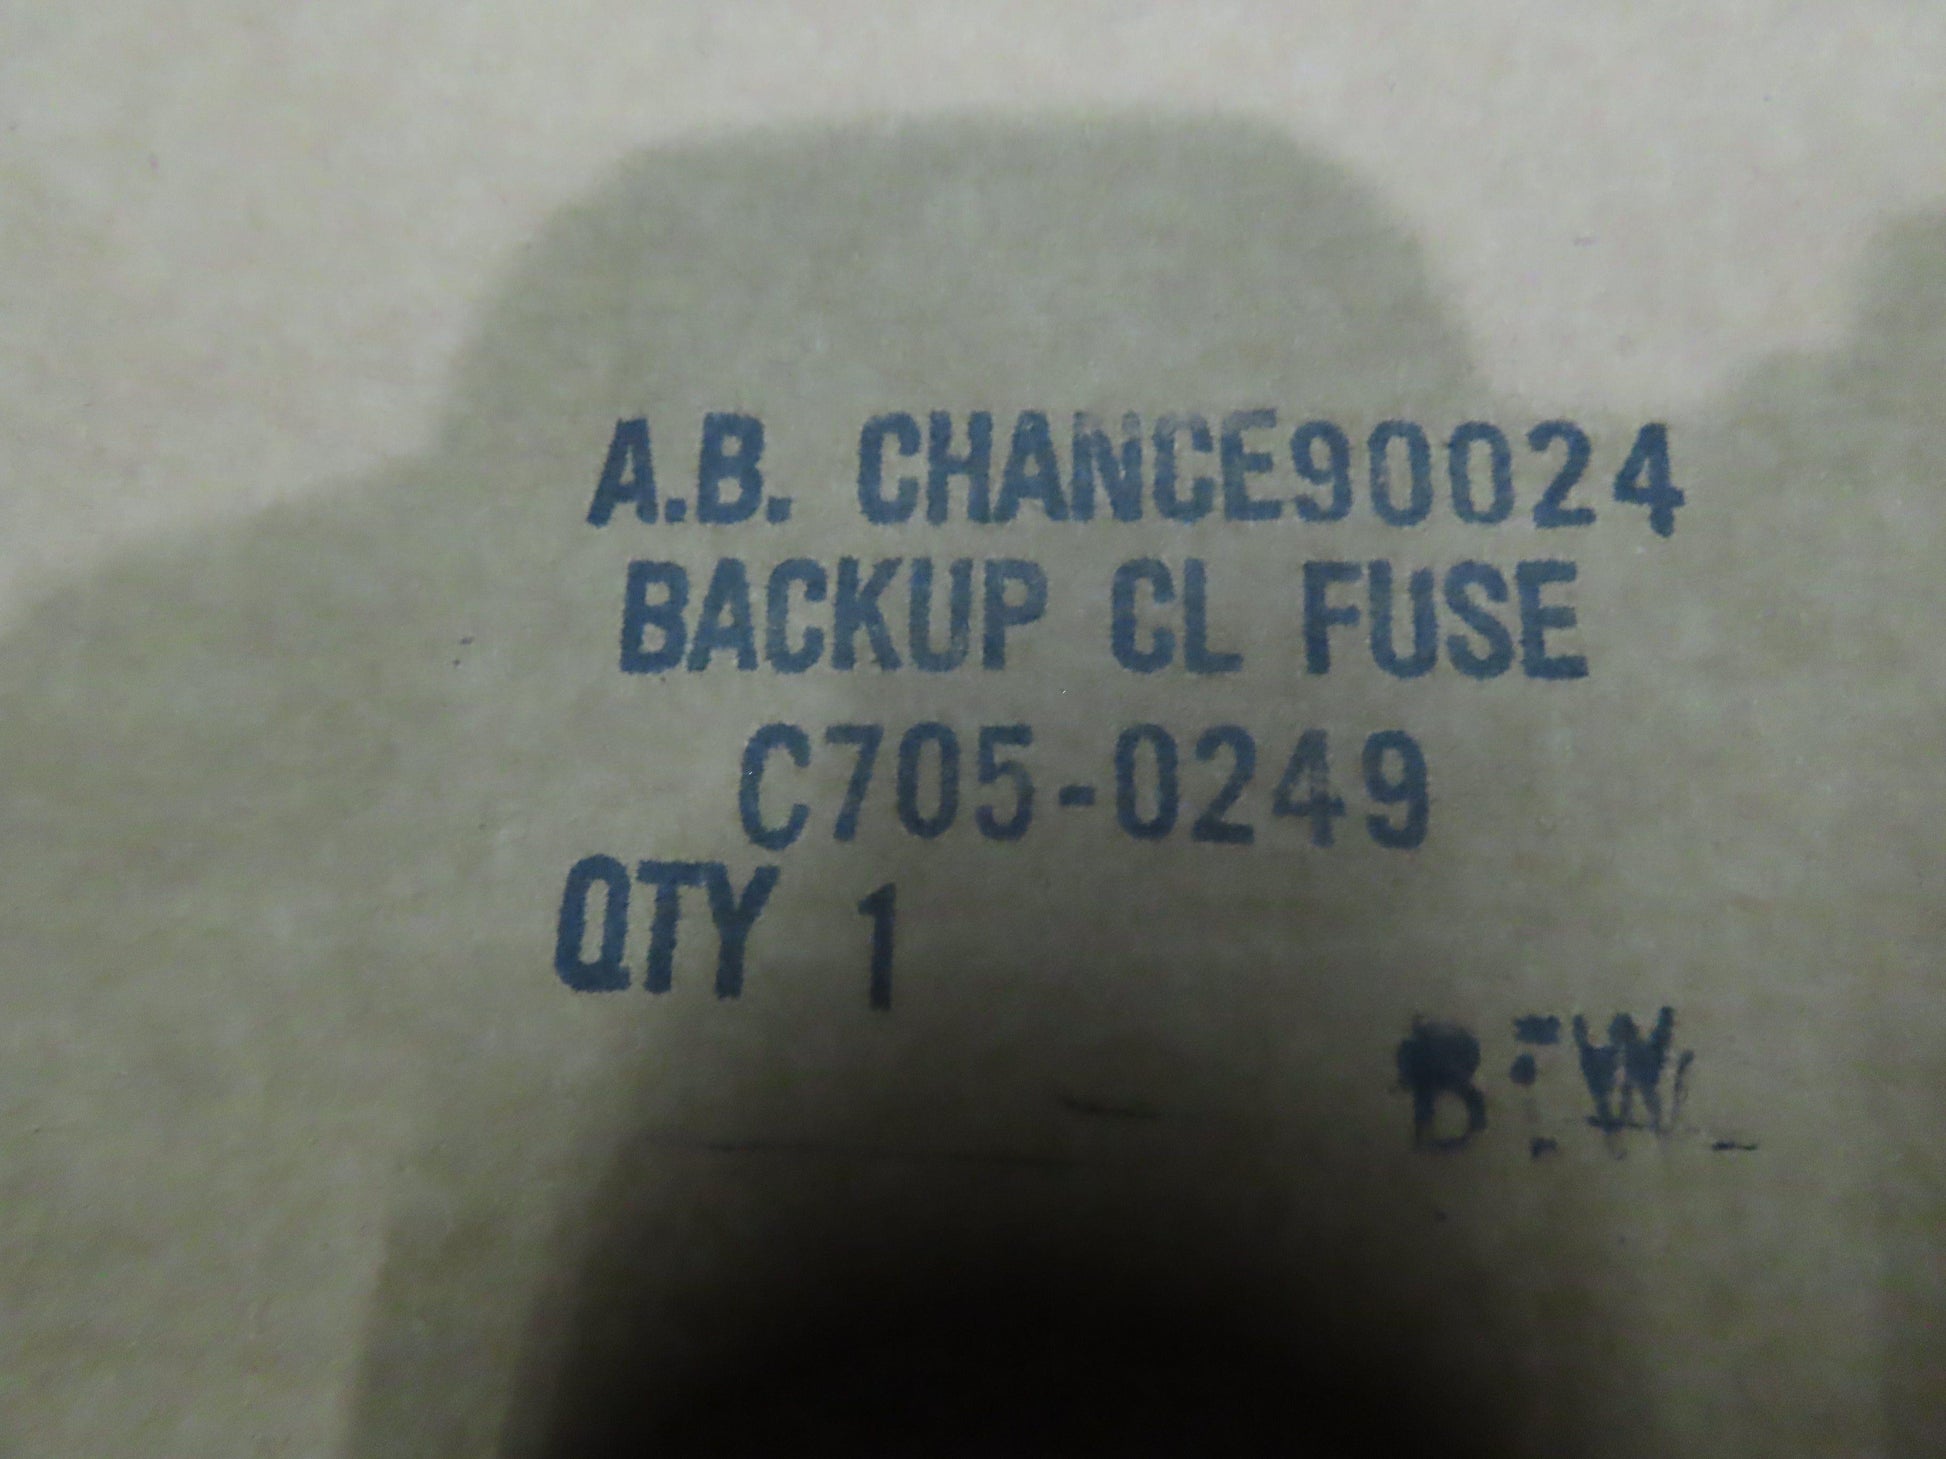 A.B. CHANCE90024
BACKUP CL FUSE
C705-0249
QTY 1